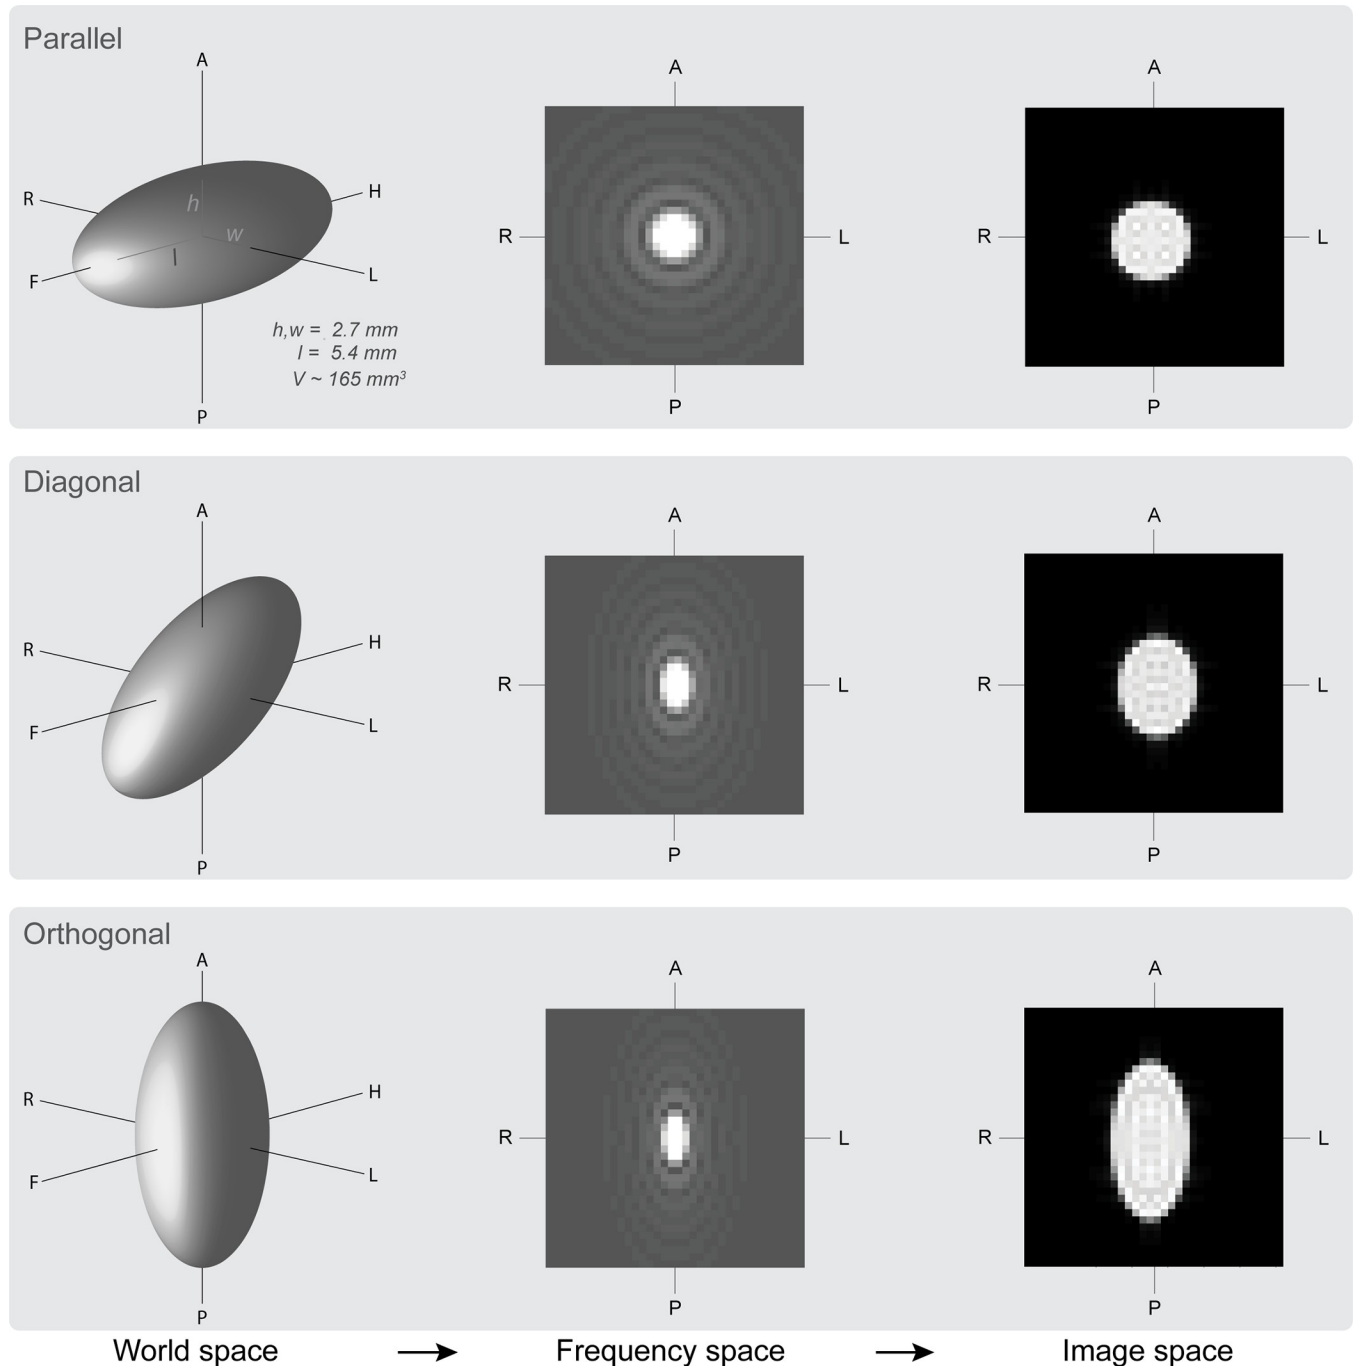 Parallel
A
R
H
h
w
l
F
L
h,w = 2.7 mm
l = 5.4 mm
V ~ 165 mm³
P
A
R
L
P
A
R
L
P
Diagonal
A
R
H
F
L
P
A
R
L
P
A
R
L
P
Orthogonal
A
R
H
F
L
P
A
R
L
P
A
R
L
P
World space
Frequency space
Image space